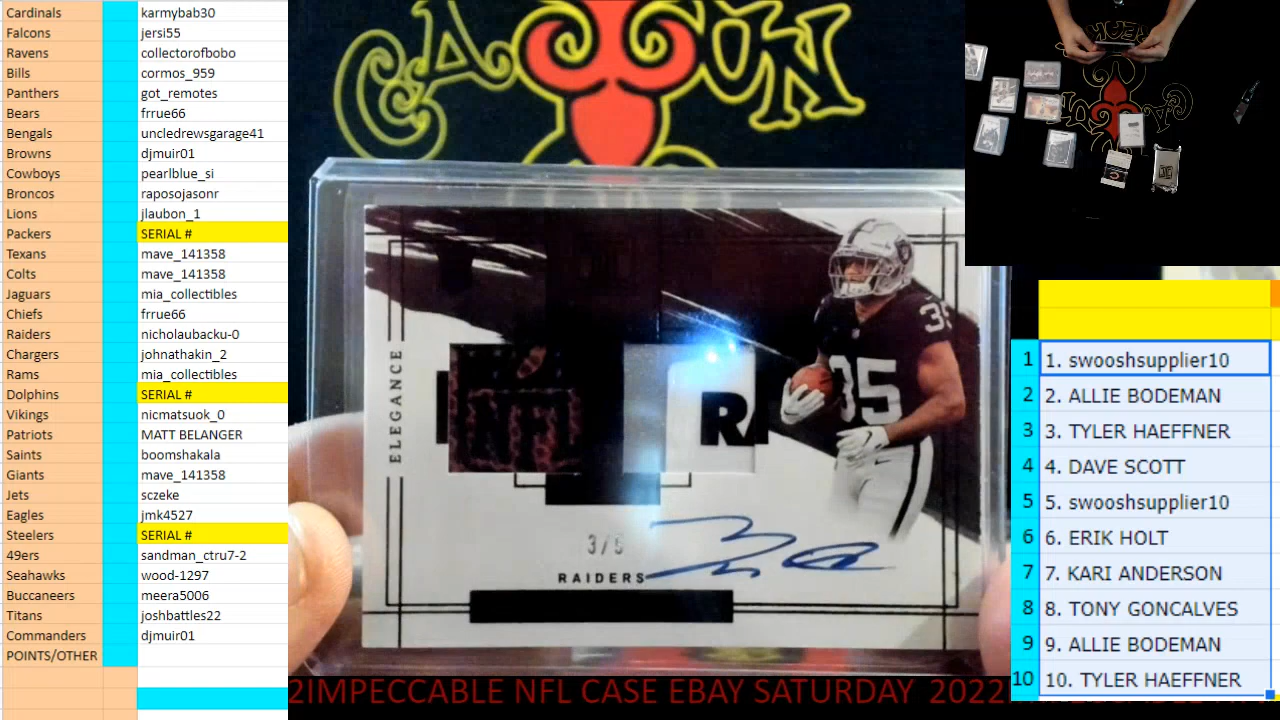 Cardinals karmybab30
Falcons jersi55
Ravens collectorofbobo
Bills cormos_959
Panthers got_remotes
Bears frrue66
Bengals uncledrewsgarage41
Browns djmuir01
Cowboys pearlblue_si
Broncos raposojasonr
Lions jlaubon_1
Packers SERIAL #
Texans mave_141358
Colts mave_141358
Jaguars mia_collectibles
Chiefs frrue66
Raiders nicholaubacku-0
Chargers johnathakin_2
Rams mia_collectibles
Dolphins SERIAL #
Vikings nicmatsuok_0
Patriots MATT BELANGER
Saints boomshakala
Giants mave_141358
Jets sczeke
Eagles jmk4527
Steelers SERIAL #
49ers sandman_ctru7-2
Seahawks wood-1297
Buccaneers meera5006
Titans joshbattles22
Commanders djmuir01
POINTS/OTHER
ELEGANCE
NFL
RA
35
35
3/5
RAIDERS
2IMPECCABLE NFL CASE EBAY SATURDAY 2022
1 1. swooshsupplier10
2 2. ALLIE BODEMAN
3 3. TYLER HAEFFNER
4 4. DAVE SCOTT
5 5. swooshsupplier10
6 6. ERIK HOLT
7 7. KARI ANDERSON
8 8. TONY GONCALVES
9 9. ALLIE BODEMAN
10 10. TYLER HAEFFNER